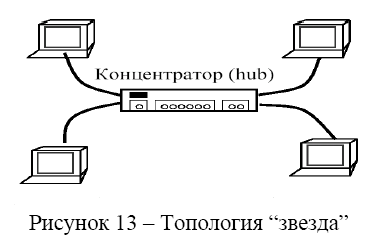 Концентратор (hub)
Рисунок 13 – Топология “звезда”